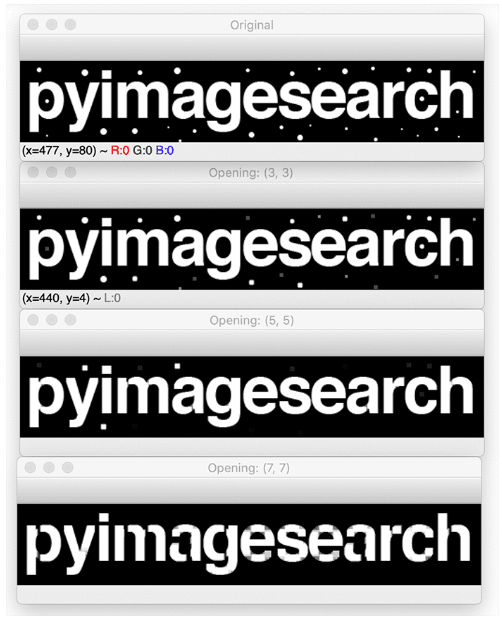 Original
pyimagesearch
(x=477, y=80) ~ R:0 G:0 B:0
Opening: (3, 3)
pyimagesearch
(x=440, y=4) ~ L:0
Opening: (5, 5)
pyimagesearch
Opening: (7, 7)
pyimagesearch